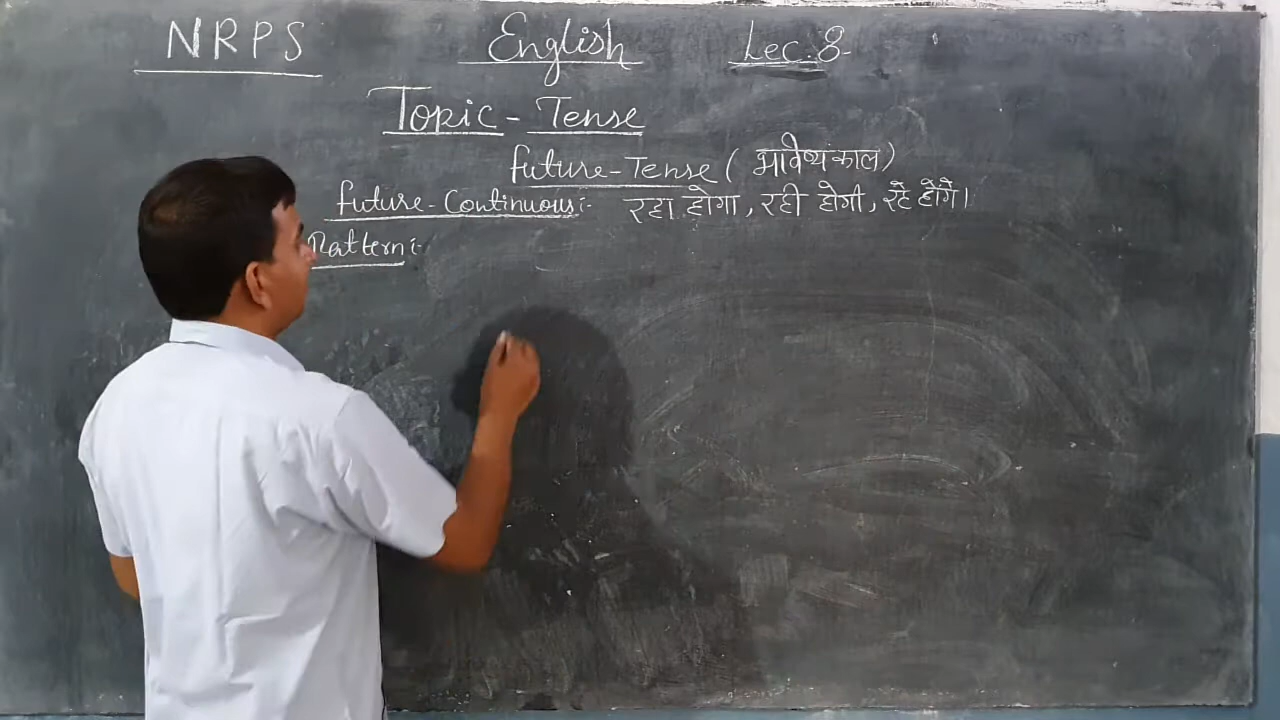 NRPS English Lec. 8
Topic - Tense
future-Tense ( भविष्यंकाल)
future-Continuous:- रहा होगा, रही होगी, रहे होंगे।
Pattern:-